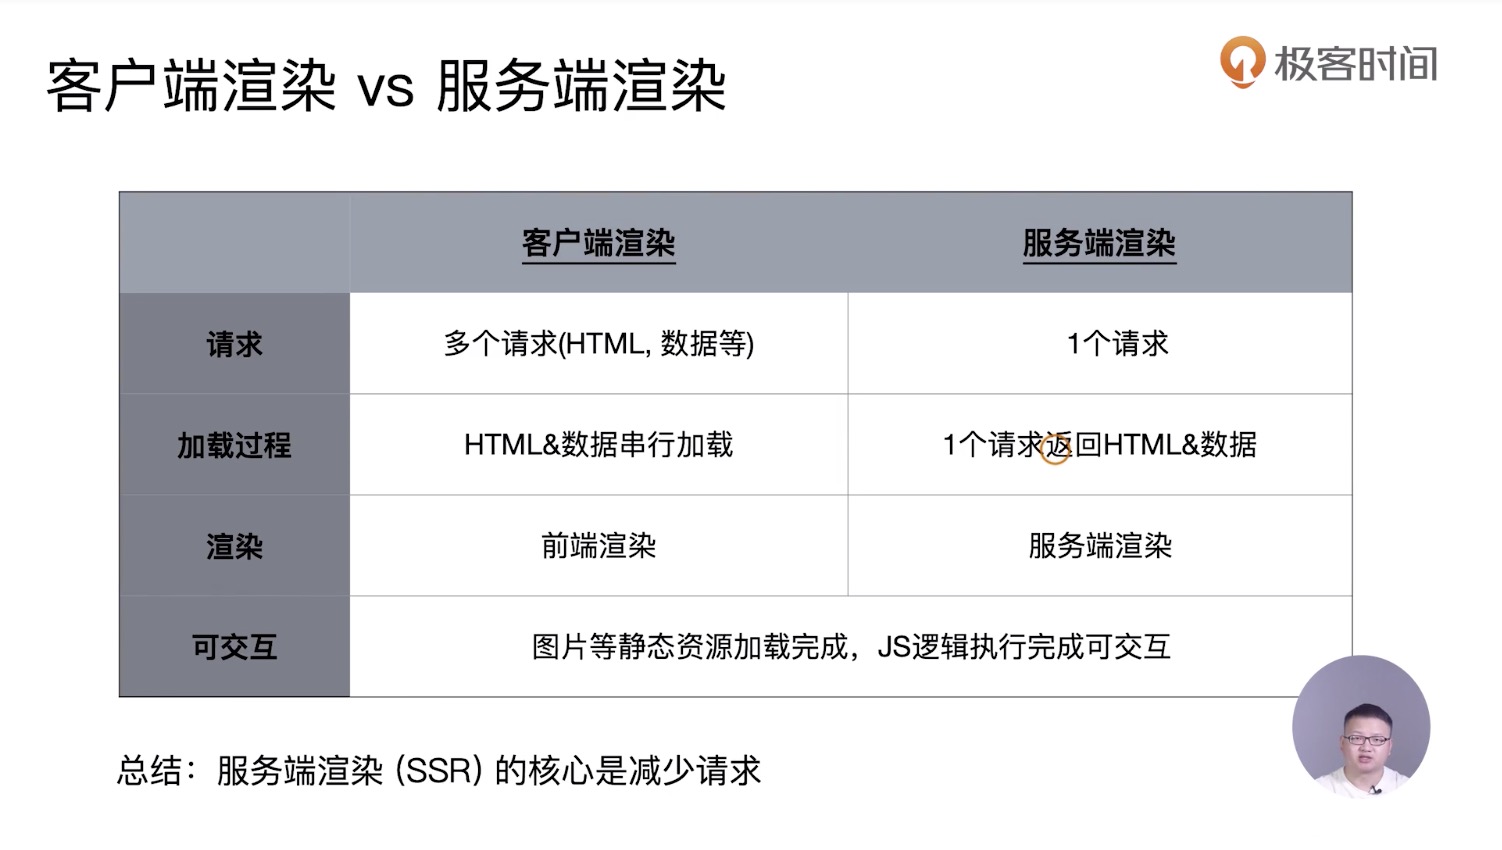 客户端渲染 vs 服务端渲染
极客时间
客户端渲染 服务端渲染
请求 多个请求(HTML, 数据等) 1个请求
加载过程 HTML&数据串行加载 1个请求返回HTML&数据
渲染 前端渲染 服务端渲染
可交互 图片等静态资源加载完成，JS逻辑执行完成可交互
总结：服务端渲染 (SSR) 的核心是减少请求